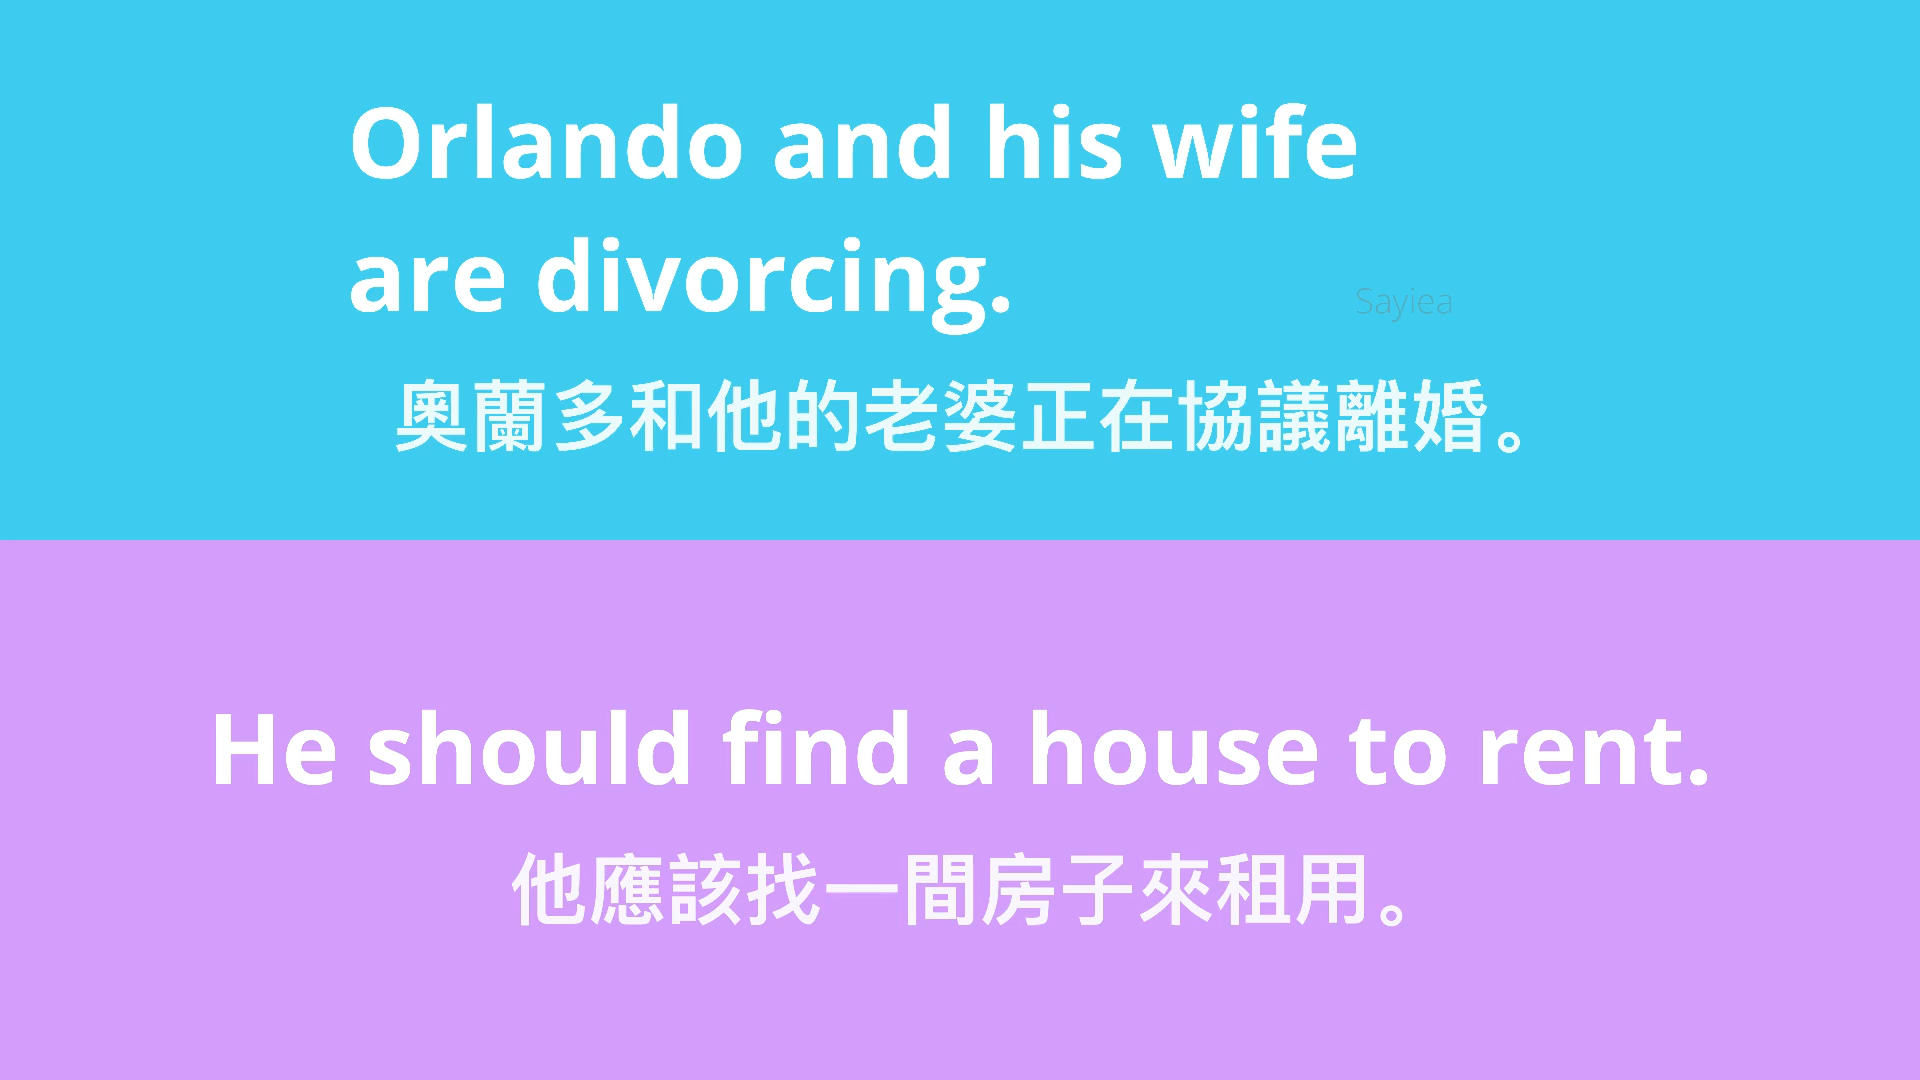 Orlando and his wife
are divorcing.
Sayiea
奧蘭多和他的老婆正在協議離婚。
He should find a house to rent.
他應該找一間房子來租用。